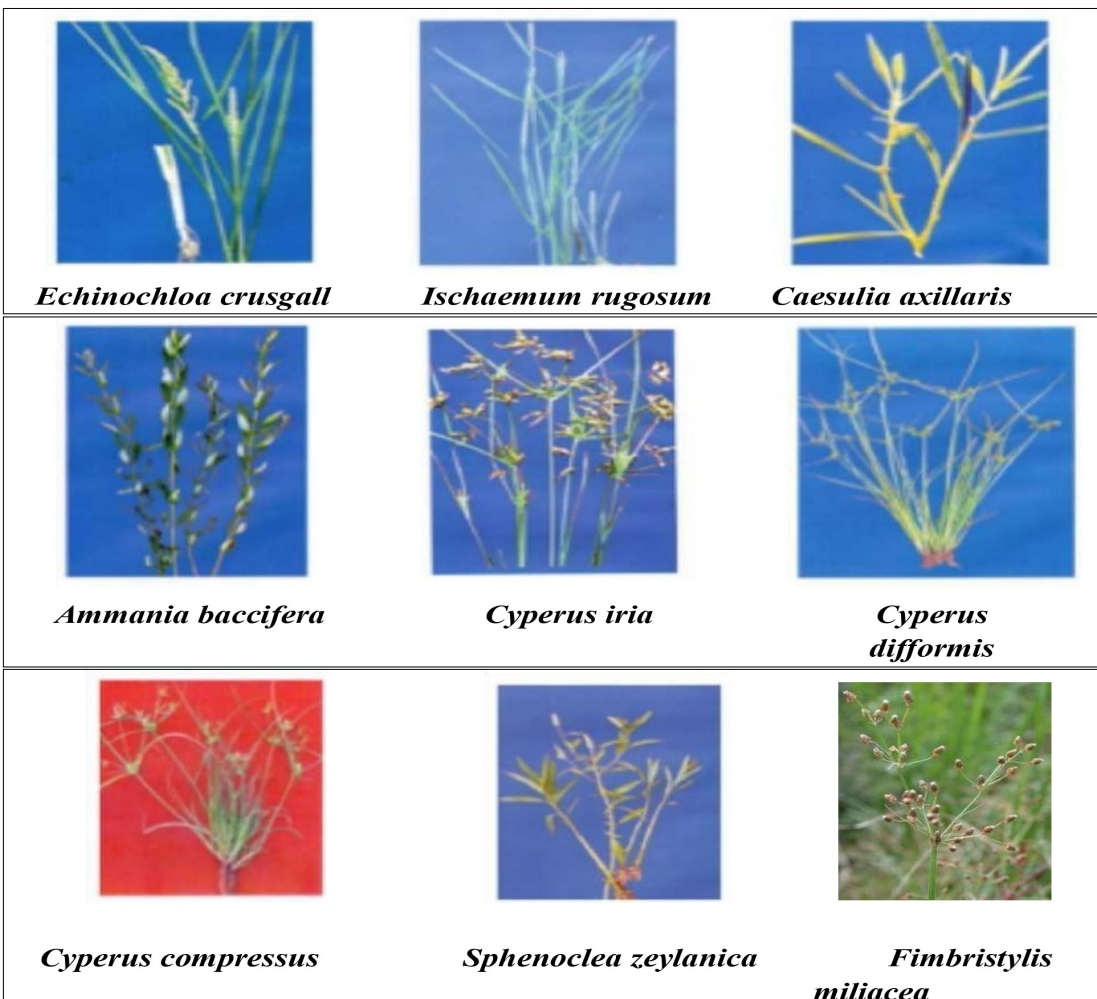 Echinochloa crusgall Ischaemum rugosum Caesulia axillaris
Ammania baccifera Cyperus iria Cyperus
difformis
Cyperus compressus Sphenoclea zeylanica Fimbristylis
miliacea